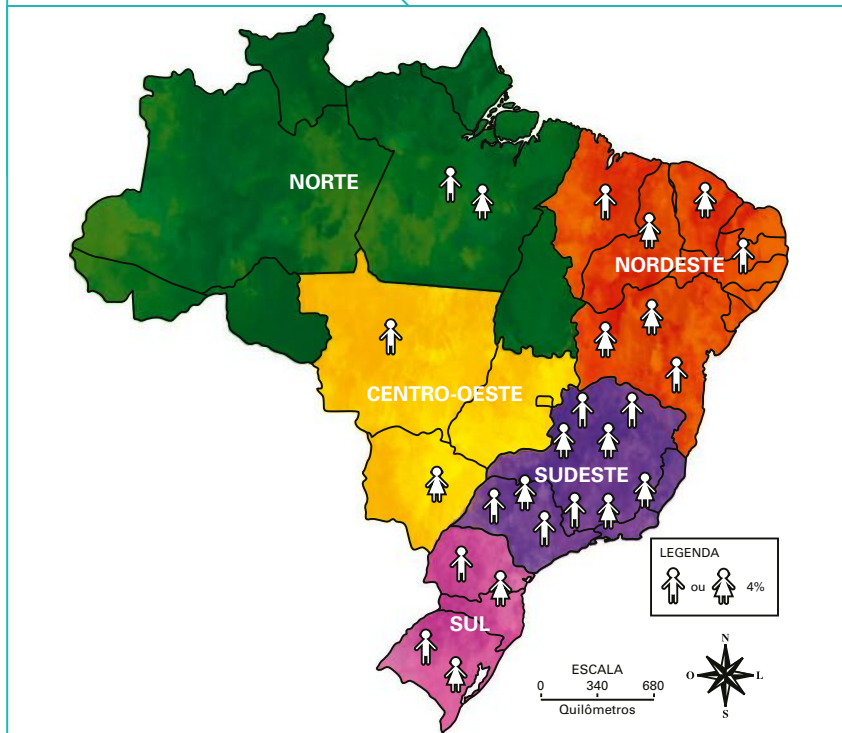 NORTE
NORDESTE
CENTRO-OESTE
SUDESTE
SUL
LEGENDA
ou 4%
ESCALA
0 340 680
Quilômetros
N
O L
S